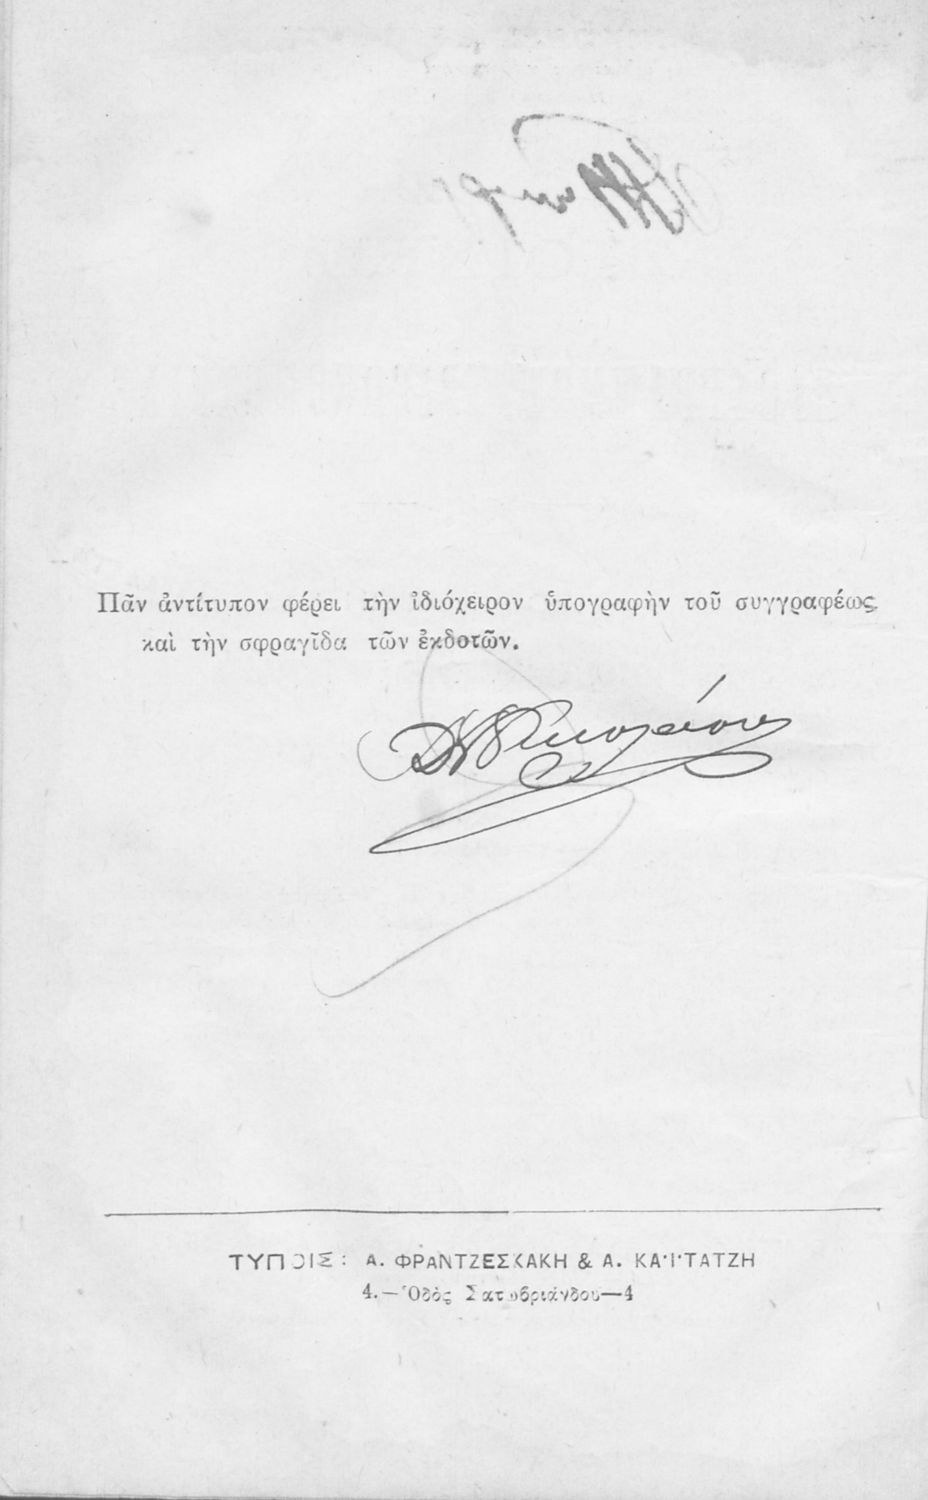 Πᾶν ἀντίτυπον φέρει τὴν ἰδιόχειρον ὑπογραφὴν τοῦ συγγραφέως,
καὶ τὴν σφραγῖδα τῶν ἐκδοτῶν.
ΤΥΠΟΙΣ: Α. ΦΡΑΝΤΖΕΣΚΑΚΗ & Α. ΚΑΪΤΑΤΖΗ
4.—Ὁδὸς Σατωβριάνδου—4